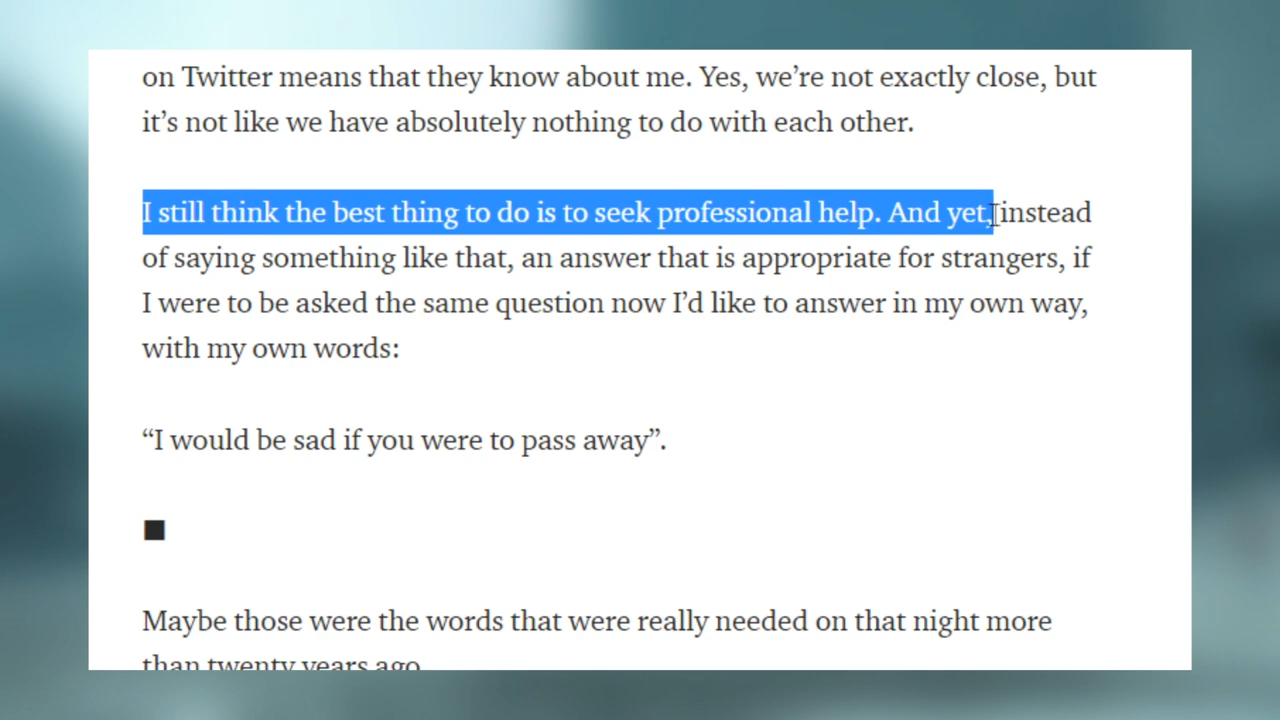 on Twitter means that they know about me. Yes, we’re not exactly close, but
it’s not like we have absolutely nothing to do with each other.
I still think the best thing to do is to seek professional help. And yet, instead
of saying something like that, an answer that is appropriate for strangers, if
I were to be asked the same question now I’d like to answer in my own way,
with my own words:
“I would be sad if you were to pass away”.
■
Maybe those were the words that were really needed on that night more
than twenty years ago